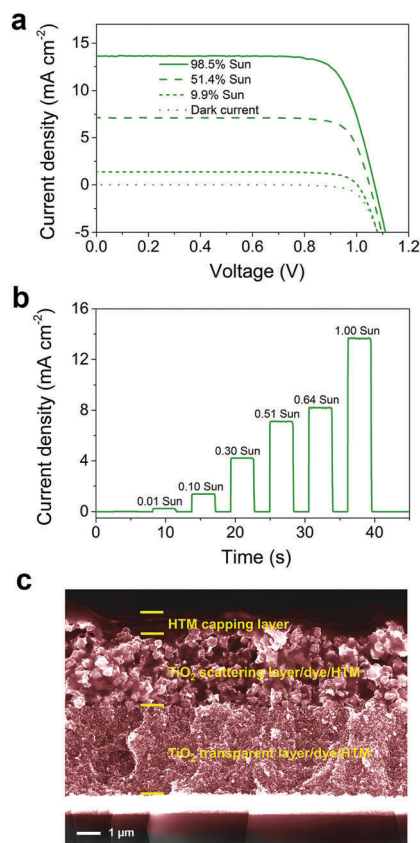 a
Current density (mA cm⁻²)
15
10
5
0
-5
98.5% Sun
51.4% Sun
9.9% Sun
Dark current
0.0 0.2 0.4 0.6 0.8 1.0 1.2
Voltage (V)
b
Current density (mA cm⁻²)
16
12
8
4
0
0.01 Sun
0.10 Sun
0.30 Sun
0.51 Sun
0.64 Sun
1.00 Sun
0 10 20 30 40
Time (s)
c
HTM capping layer
TiO₂ scattering layer/dye/HTM
TiO₂ transparent layer/dye/HTM
1 µm